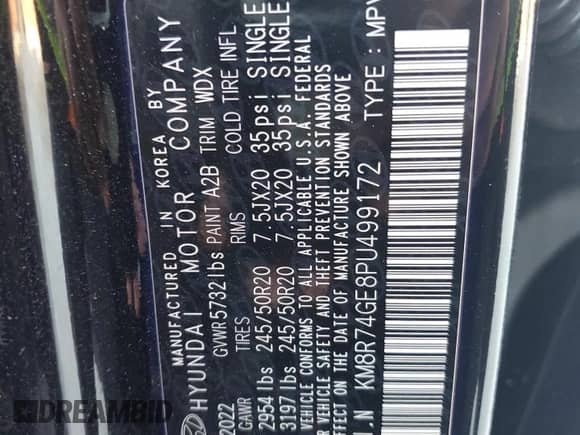 MANUFACTURED IN KOREA BY
HYUNDAI MOTOR COMPANY
2022 GVWR 5732 lbs PAINT A2B TRIM WDX
GAWR TIRES RIMS COLD TIRE INFL
2954 lbs 245/50R20 7.5JX20 35psi SINGLE
3197 lbs 245/50R20 7.5JX20 35psi SINGLE
VEHICLE CONFORMS TO ALL APPLICABLE U.S.A. FEDERAL
VEHICLE SAFETY AND THEFT PREVENTION STANDARDS
EFFECT ON THE DATE OF MANUFACTURE SHOWN ABOVE
I.N KM8R74GE8PU499172 TYPE : MPV
DREAMBID